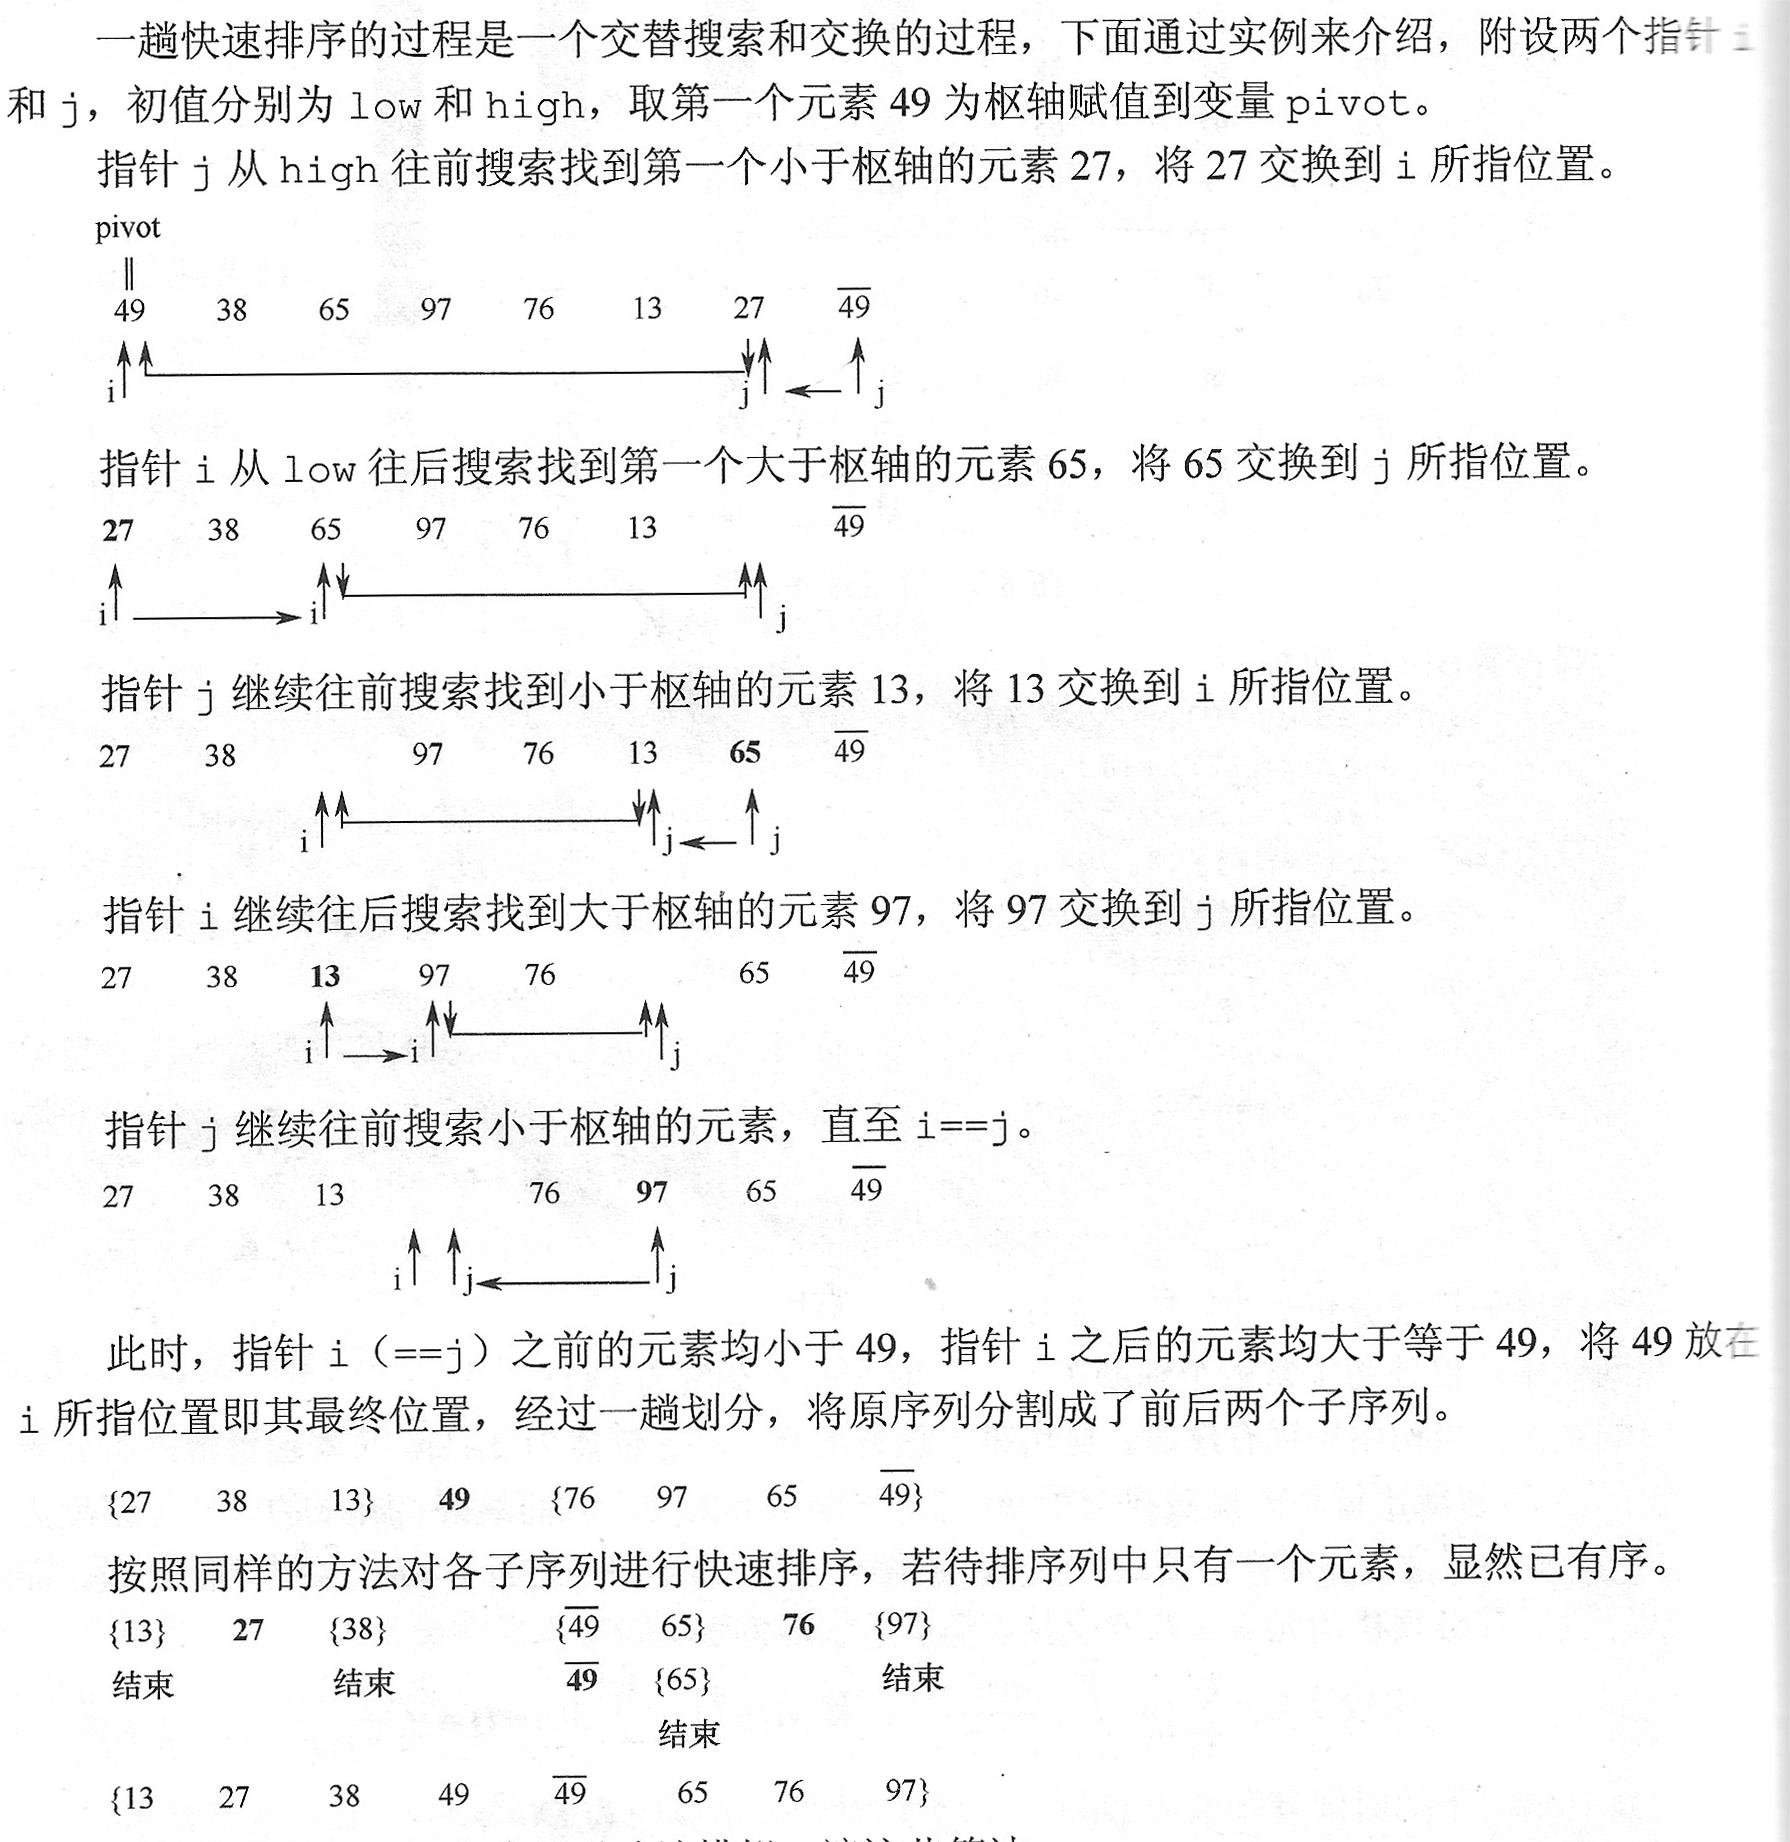 一趟快速排序的过程是一个交替搜索和交换的过程，下面通过实例来介绍，附设两个指针 i
和 j，初值分别为 low 和 high，取第一个元素 49 为枢轴赋值到变量 pivot。
指针 j 从 high 往前搜索找到第一个小于枢轴的元素 27，将 27 交换到 i 所指位置。
pivot
‖
49 38 65 97 76 13 27 4̅9̅
i j j
指针 i 从 low 往后搜索找到第一个大于枢轴的元素 65，将 65 交换到 j 所指位置。
27 38 65 97 76 13 4̅9̅
i i j
指针 j 继续往前搜索找到小于枢轴的元素 13，将 13 交换到 i 所指位置。
27 38 97 76 13 65 4̅9̅
i j j
指针 i 继续往后搜索找到大于枢轴的元素 97，将 97 交换到 j 所指位置。
27 38 13 97 76 65 4̅9̅
i i j
指针 j 继续往前搜索小于枢轴的元素，直至 i==j。
27 38 13 76 97 65 4̅9̅
i j j
此时，指针 i（==j）之前的元素均小于 49，指针 i 之后的元素均大于等于 49，将 49 放在
i 所指位置即其最终位置，经过一趟划分，将原序列分割成了前后两个子序列。
{27 38 13} 49 {76 97 65 4̅9̅}
按照同样的方法对各子序列进行快速排序，若待排序列中只有一个元素，显然已有序。
{13} 27 {38} {4̅9̅ 65} 76 {97}
结束 结束 4̅9̅ {65} 结束
结束
{13 27 38 49 4̅9̅ 65 76 97}